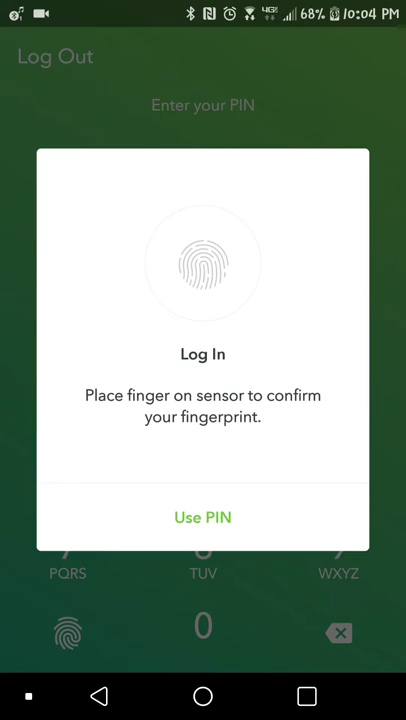 68% 10:04 PM
Log Out
Enter your PIN
Log In
Place finger on sensor to confirm
your fingerprint.
Use PIN
PQRS
TUV
WXYZ
0